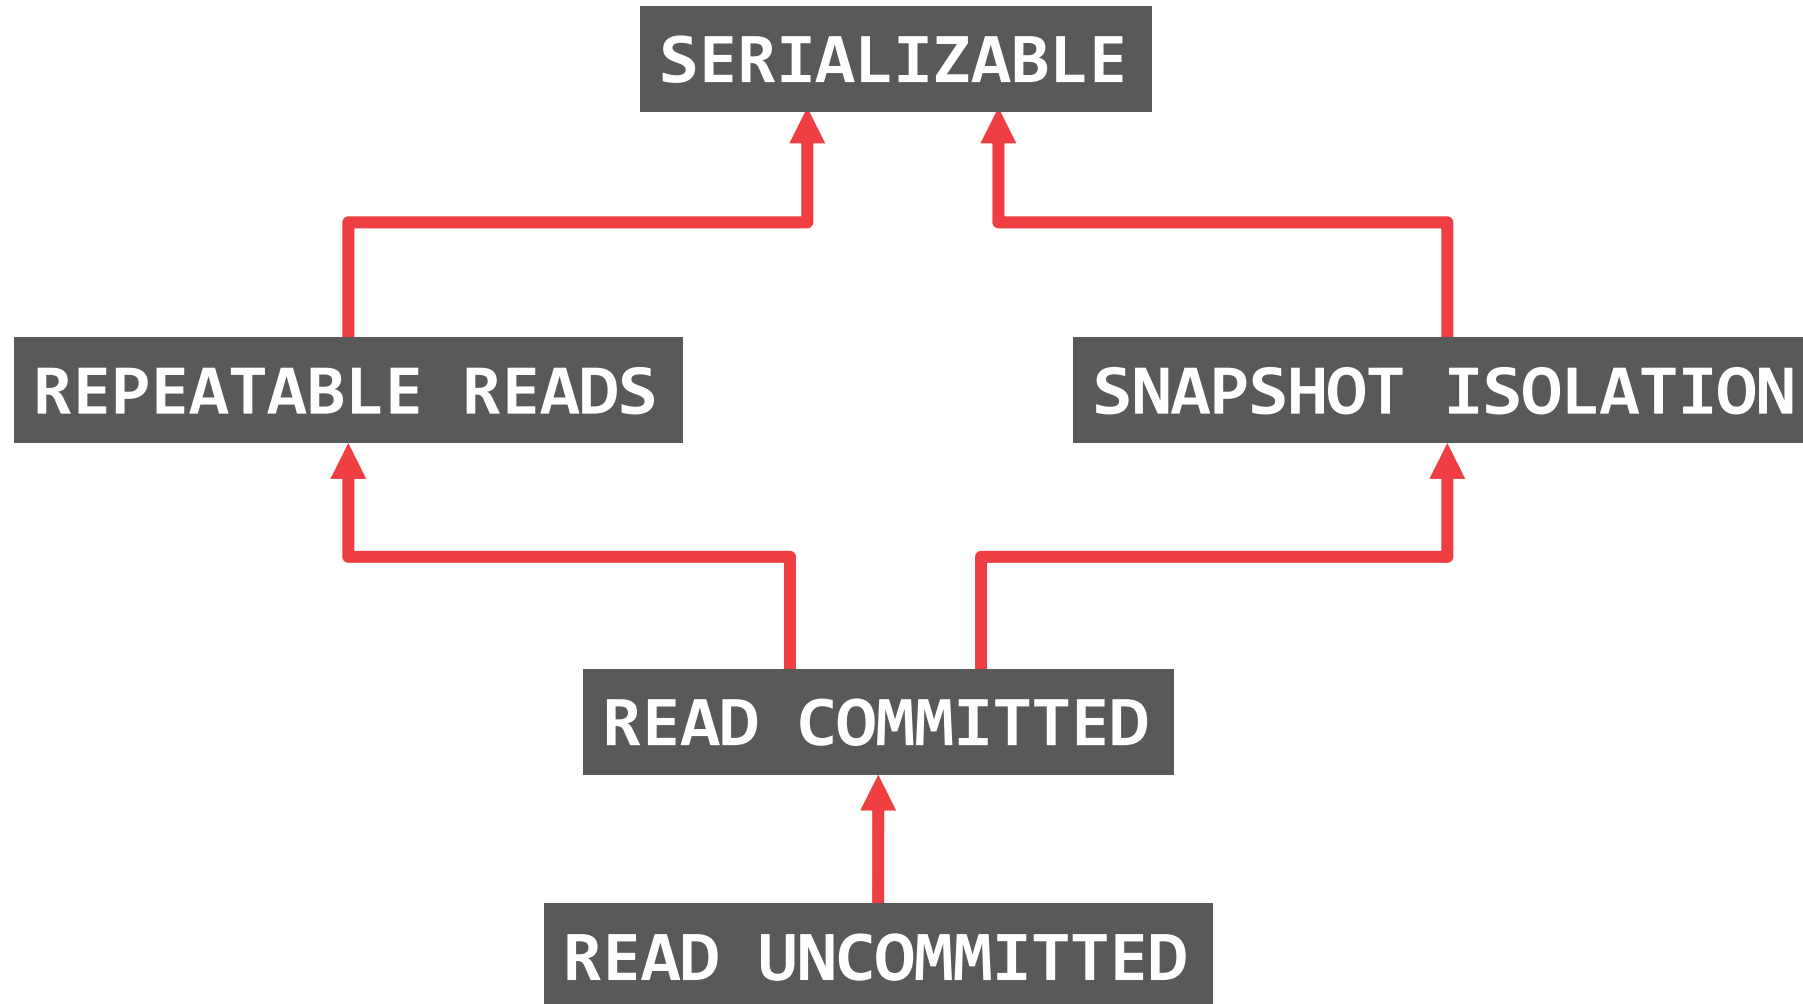 SERIALIZABLE
REPEATABLE READS
SNAPSHOT ISOLATION
READ COMMITTED
READ UNCOMMITTED